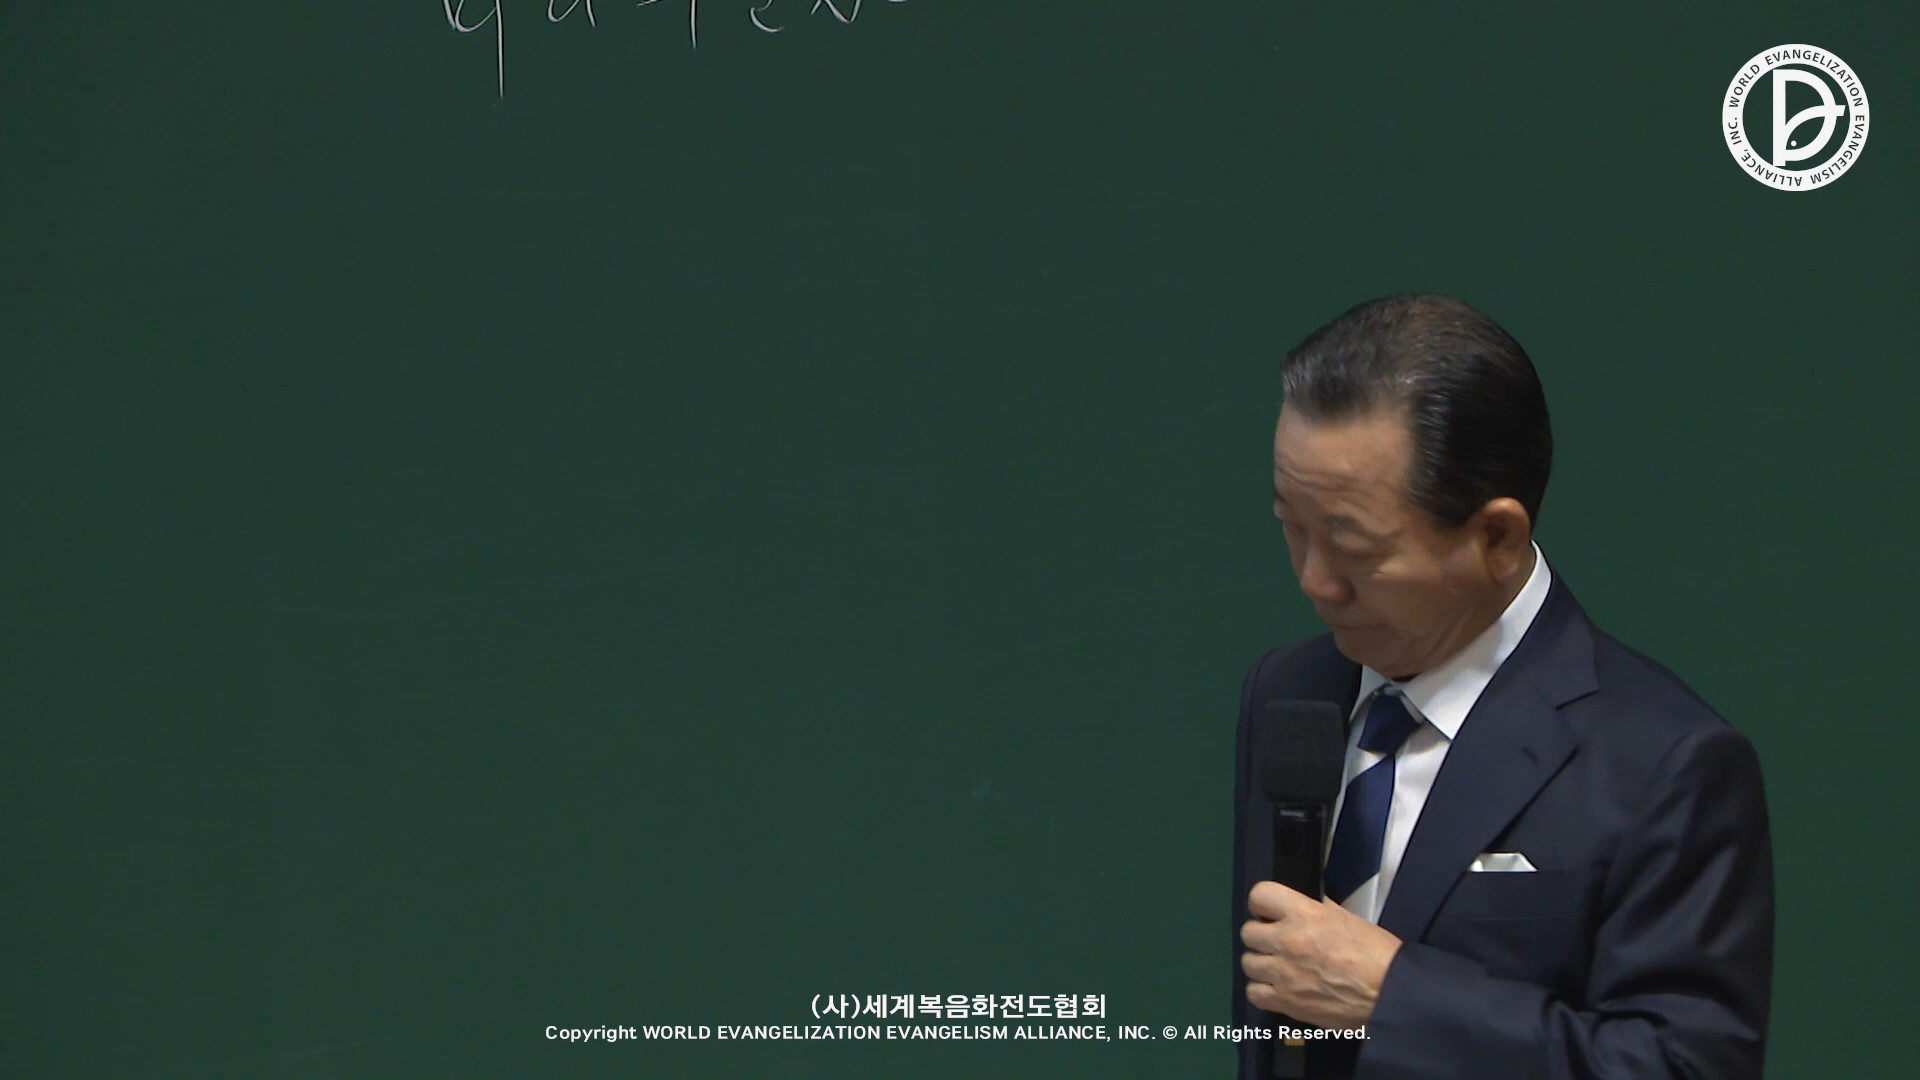 WORLD EVANGELIZATION EVANGELISM ALLIANCE, INC.
(사)세계복음화전도협회
Copyright WORLD EVANGELIZATION EVANGELISM ALLIANCE, INC. © All Rights Reserved.